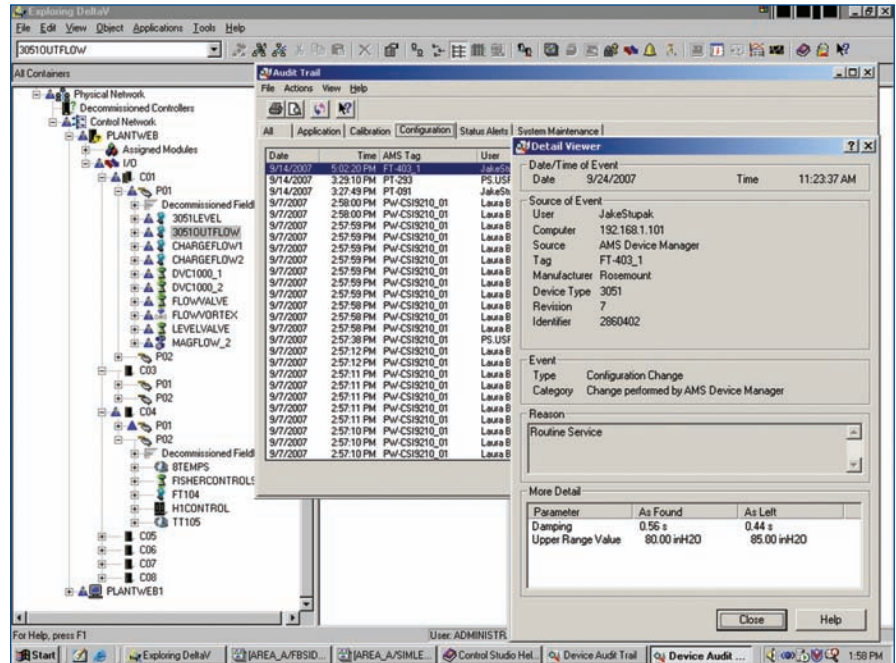 Exploring DeltaV
File Edit View Object Applications Tools Help
3051OUTFLOW
All Containers
Physical Network
Decommissioned Controllers
Control Network
PLANTWEB
Assigned Modules
I/O
C01
P01
Decommissioned Field
3051LEVEL
3051OUTFLOW
CHARGEFLOW1
CHARGEFLOW2
DVC1000_1
DVC1000_2
FLOWVALVE
FLOWVORTEX
LEVELVALVE
MAGFLOW_2
P02
C03
P01
P02
C04
P01
P02
Decommissioned Field
8TEMPS
FISHERCONTROLS
FT104
H1CONTROL
TT105
C05
C06
C07
C08
PLANTWEB1
Audit Trail
File Actions View Help
All Application Calibration Configuration Status Alerts System Maintenance
Date Time AMS Tag User
9/14/2007 5:02:20 PM FT-403_1 JakeStu
9/14/2007 3:29:10 PM PT-293 PS.USR
9/14/2007 3:27:49 PM PT-091 JakeStu
9/7/2007 2:58:00 PM PW-CSI9210_01 Laura B
9/7/2007 2:58:00 PM PW-CSI9210_01 Laura B
9/7/2007 2:57:59 PM PW-CSI9210_01 Laura B
9/7/2007 2:57:59 PM PW-CSI9210_01 Laura B
9/7/2007 2:57:59 PM PW-CSI9210_01 Laura B
9/7/2007 2:57:59 PM PW-CSI9210_01 Laura B
9/7/2007 2:57:59 PM PW-CSI9210_01 Laura B
9/7/2007 2:57:59 PM PW-CSI9210_01 Laura B
9/7/2007 2:57:58 PM PW-CSI9210_01 Laura B
9/7/2007 2:57:58 PM PW-CSI9210_01 Laura B
9/7/2007 2:57:38 PM PW-CSI9210_01 PS.USR
9/7/2007 2:57:12 PM PW-CSI9210_01 Laura B
9/7/2007 2:57:12 PM PW-CSI9210_01 Laura B
9/7/2007 2:57:11 PM PW-CSI9210_01 Laura B
9/7/2007 2:57:11 PM PW-CSI9210_01 Laura B
9/7/2007 2:57:11 PM PW-CSI9210_01 Laura B
9/7/2007 2:57:11 PM PW-CSI9210_01 Laura B
9/7/2007 2:57:10 PM PW-CSI9210_01 Laura B
9/7/2007 2:57:10 PM PW-CSI9210_01 Laura B
9/7/2007 2:57:10 PM PW-CSI9210_01 Laura B
Detail Viewer
Date/Time of Event
Date 9/24/2007 Time 11:23:37 AM
Source of Event
User JakeStupak
Computer 192.168.1.101
Source AMS Device Manager
Tag FT-403_1
Manufacturer Rosemount
Device Type 3051
Revision 7
Identifier 2860402
Event
Type Configuration Change
Category Change performed by AMS Device Manager
Reason
Routine Service
More Detail
Parameter As Found As Left
Damping 0.56 s 0.44 s
Upper Range Value 80.00 inH2O 85.00 inH2O
Close Help
For Help, press F1
User: ADMINISTR
Start Exploring DeltaV [AREA_A/FBSID... [AREA_A/SIMLE... Control Studio Hel... Device Audit Trail Device Audit ... 1:58 PM